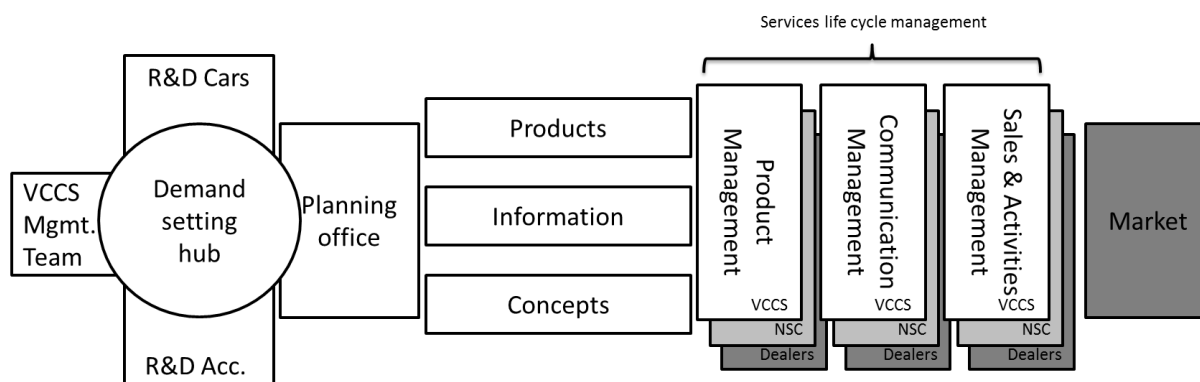 Services life cycle management
R&D Cars
VCCS
Mgmt.
Team
Demand
setting
hub
R&D Acc.
Planning
office
Products
Information
Concepts
Product
Management
VCCS
NSC
Dealers
Communication
Management
VCCS
NSC
Dealers
Sales & Activities
Management
VCCS
NSC
Dealers
Market